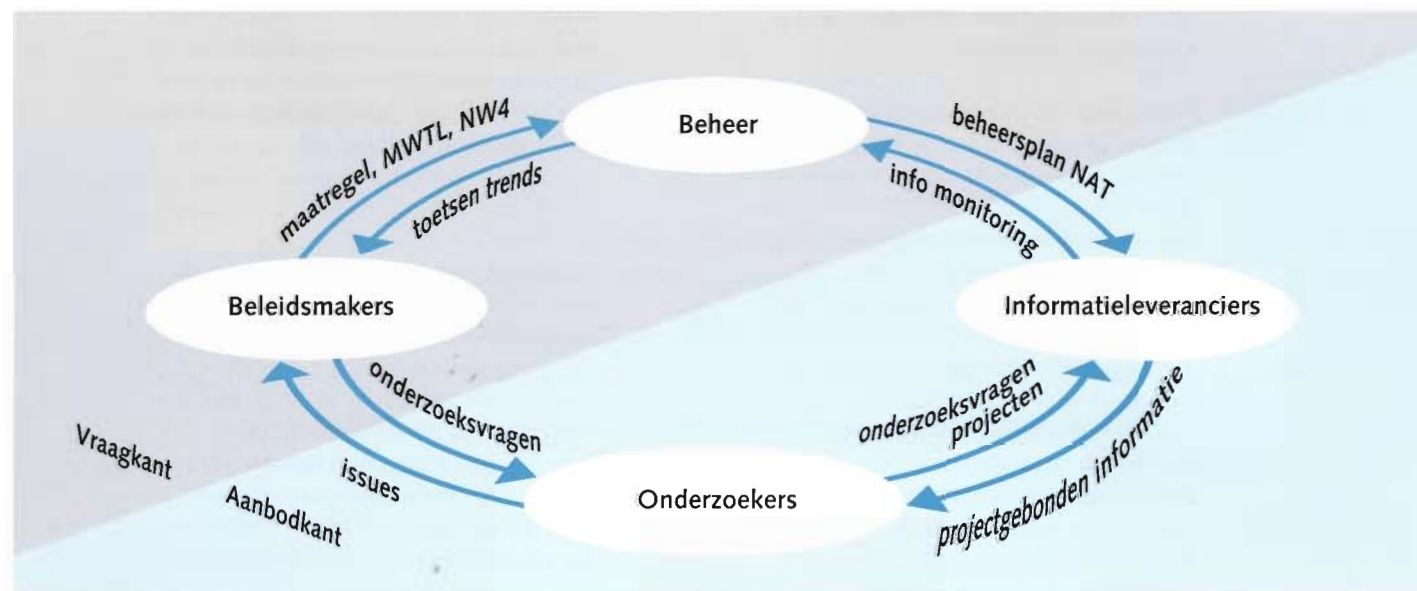 Beheer
maatregel, MWTL, NW4
toetsen trends
beheersplan NAT
info monitoring
Beleidsmakers
Informatieleveranciers
onderzoeksvragen
issues
onderzoeksvragen
projecten
projectgebonden informatie
Vraagkant
Aanbodkant
Onderzoekers